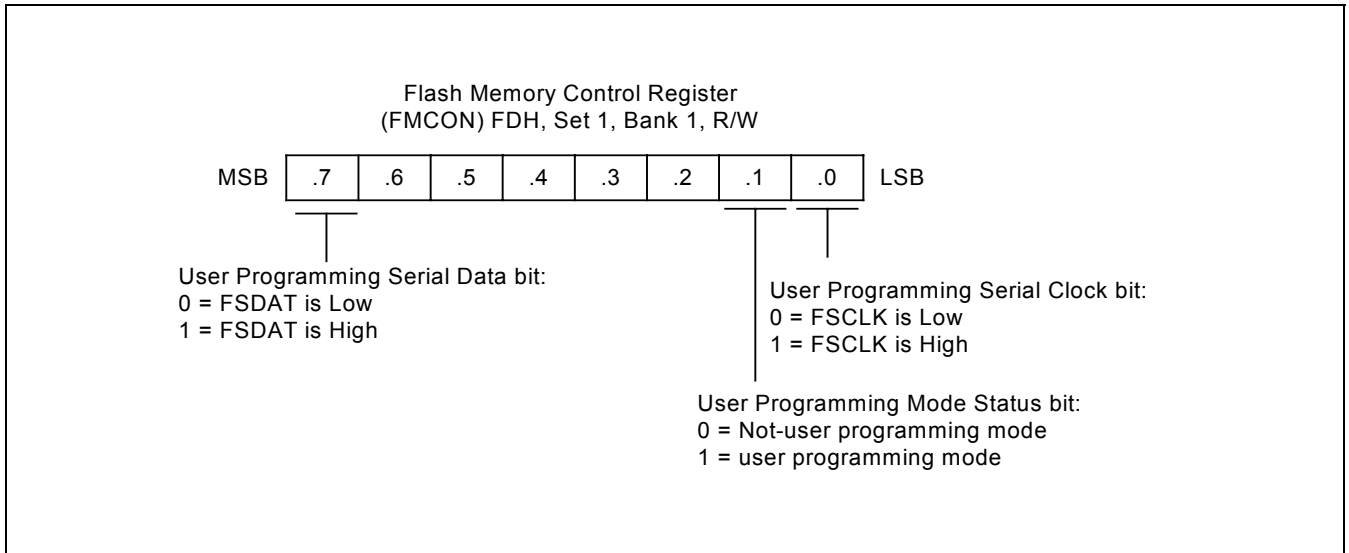 Flash Memory Control Register
(FMCON) FDH, Set 1, Bank 1, R/W
MSB .7 .6 .5 .4 .3 .2 .1 .0 LSB
User Programming Serial Data bit:
0 = FSDAT is Low
1 = FSDAT is High
User Programming Serial Clock bit:
0 = FSCLK is Low
1 = FSCLK is High
User Programming Mode Status bit:
0 = Not-user programming mode
1 = user programming mode